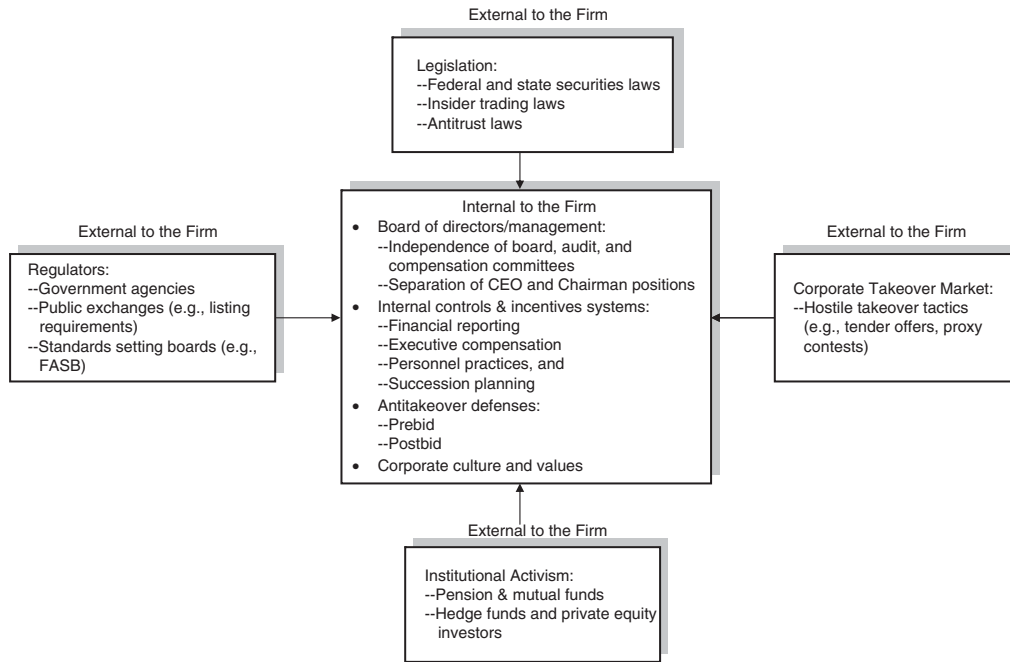 External to the Firm
Legislation:
--Federal and state securities laws
--Insider trading laws
--Antitrust laws
External to the Firm
Regulators:
--Government agencies
--Public exchanges (e.g., listing
requirements)
--Standards setting boards (e.g.,
FASB)
Internal to the Firm
• Board of directors/management:
--Independence of board, audit, and
compensation committees
--Separation of CEO and Chairman positions
• Internal controls & incentives systems:
--Financial reporting
--Executive compensation
--Personnel practices, and
--Succession planning
• Antitakeover defenses:
--Prebid
--Postbid
• Corporate culture and values
External to the Firm
Corporate Takeover Market:
--Hostile takeover tactics
(e.g., tender offers, proxy
contests)
External to the Firm
Institutional Activism:
--Pension & mutual funds
--Hedge funds and private equity
investors